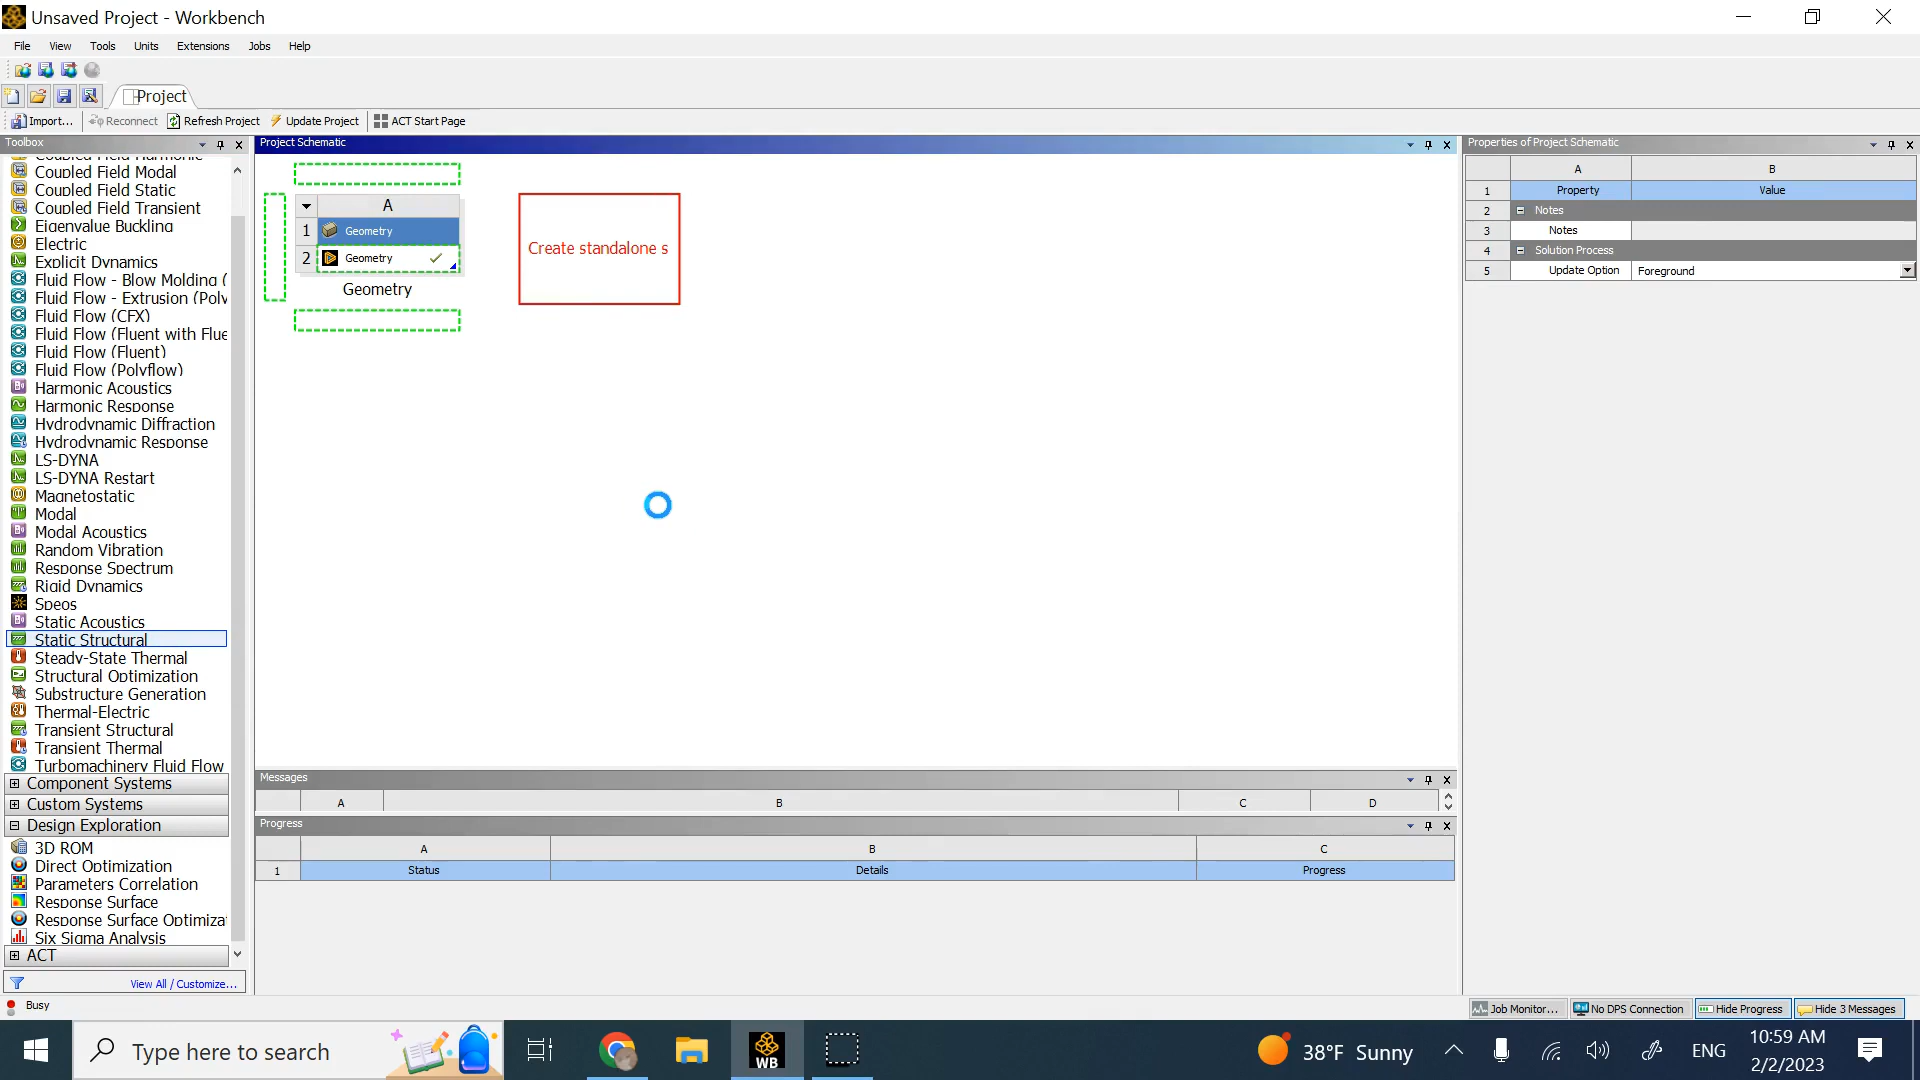 Unsaved Project - Workbench
File View Tools Units Extensions Jobs Help
Project
Import... Reconnect Refresh Project Update Project ACT Start Page
Toolbox
Coupled Field Harmonic
Coupled Field Modal
Coupled Field Static
Coupled Field Transient
Eigenvalue Buckling
Electric
Explicit Dynamics
Fluid Flow - Blow Molding (
Fluid Flow - Extrusion (Poly
Fluid Flow (CFX)
Fluid Flow (Fluent with Flue
Fluid Flow (Fluent)
Fluid Flow (Polyflow)
Harmonic Acoustics
Harmonic Response
Hydrodynamic Diffraction
Hydrodynamic Response
LS-DYNA
LS-DYNA Restart
Magnetostatic
Modal
Modal Acoustics
Random Vibration
Response Spectrum
Rigid Dynamics
Speos
Static Acoustics
Static Structural
Steady-State Thermal
Structural Optimization
Substructure Generation
Thermal-Electric
Transient Structural
Transient Thermal
Turbomachinery Fluid Flow
Component Systems
Custom Systems
Design Exploration
3D ROM
Direct Optimization
Parameters Correlation
Response Surface
Response Surface Optimiza
Six Sigma Analysis
ACT
View All / Customize...
Project Schematic
A
1 Geometry
2 Geometry
Geometry
Create standalone s
Messages
A B C D
Progress
A B C
1 Status Details Progress
Properties of Project Schematic
A B
1 Property Value
2 Notes
3 Notes
4 Solution Process
5 Update Option Foreground
Busy
Job Monitor... No DPS Connection Hide Progress Hide 3 Messages
Type here to search
WB
38°F Sunny
ENG
10:59 AM
2/2/2023